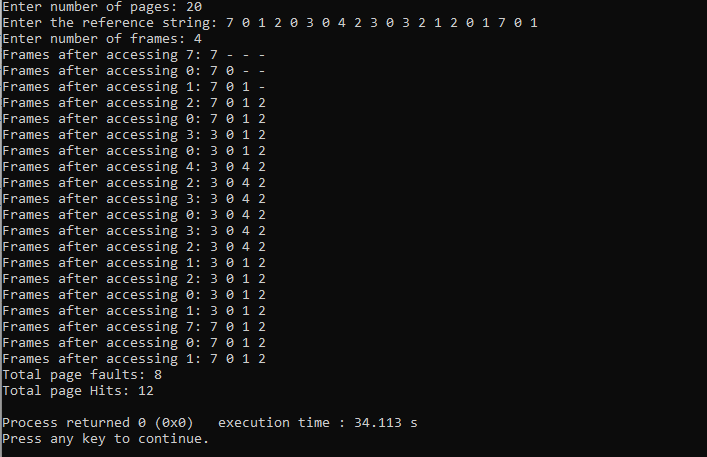 Enter number of pages: 20
Enter the reference string: 7 0 1 2 0 3 0 4 2 3 0 3 2 1 2 0 1 7 0 1
Enter number of frames: 4
Frames after accessing 7: 7 - - -
Frames after accessing 0: 7 0 - -
Frames after accessing 1: 7 0 1 -
Frames after accessing 2: 7 0 1 2
Frames after accessing 0: 7 0 1 2
Frames after accessing 3: 3 0 1 2
Frames after accessing 0: 3 0 1 2
Frames after accessing 4: 3 0 4 2
Frames after accessing 2: 3 0 4 2
Frames after accessing 3: 3 0 4 2
Frames after accessing 0: 3 0 4 2
Frames after accessing 3: 3 0 4 2
Frames after accessing 2: 3 0 4 2
Frames after accessing 1: 3 0 1 2
Frames after accessing 2: 3 0 1 2
Frames after accessing 0: 3 0 1 2
Frames after accessing 1: 3 0 1 2
Frames after accessing 7: 7 0 1 2
Frames after accessing 0: 7 0 1 2
Frames after accessing 1: 7 0 1 2
Total page faults: 8
Total page Hits: 12
Process returned 0 (0x0)   execution time : 34.113 s
Press any key to continue.